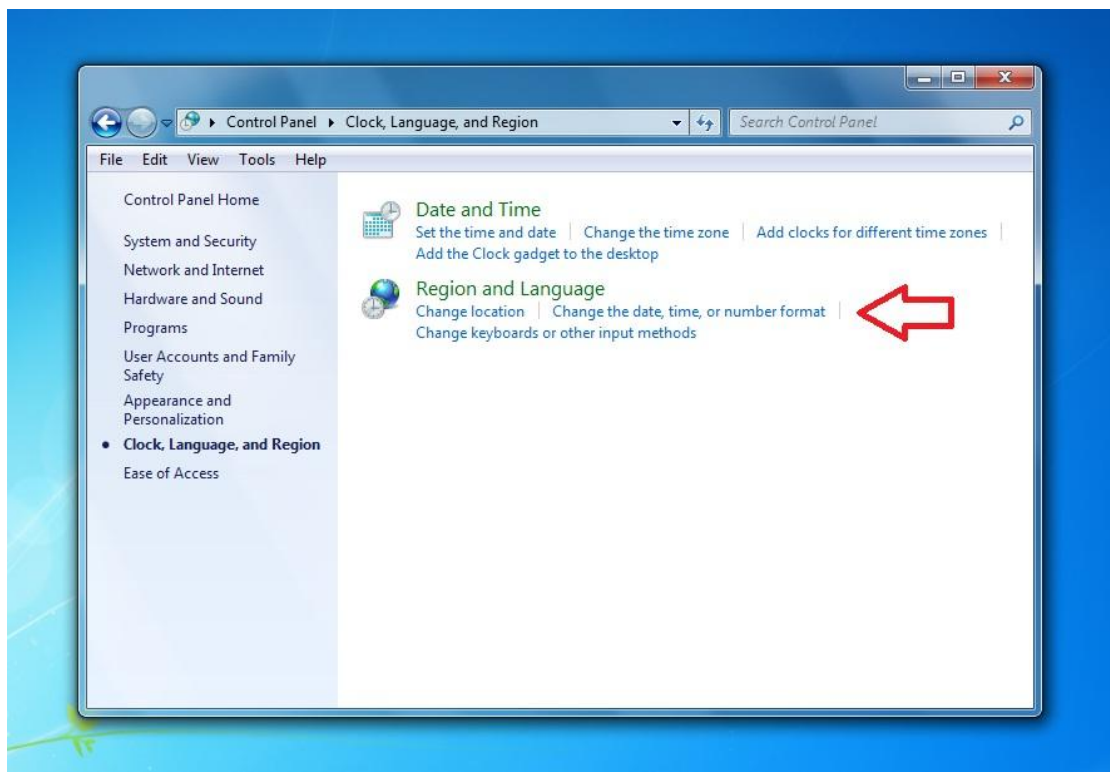 Control Panel Clock, Language, and Region
Search Control Panel
File Edit View Tools Help
Control Panel Home
System and Security
Network and Internet
Hardware and Sound
Programs
User Accounts and Family
Safety
Appearance and
Personalization
Clock, Language, and Region
Ease of Access
Date and Time
Set the time and date Change the time zone Add clocks for different time zones
Add the Clock gadget to the desktop
Region and Language
Change location Change the date, time, or number format
Change keyboards or other input methods